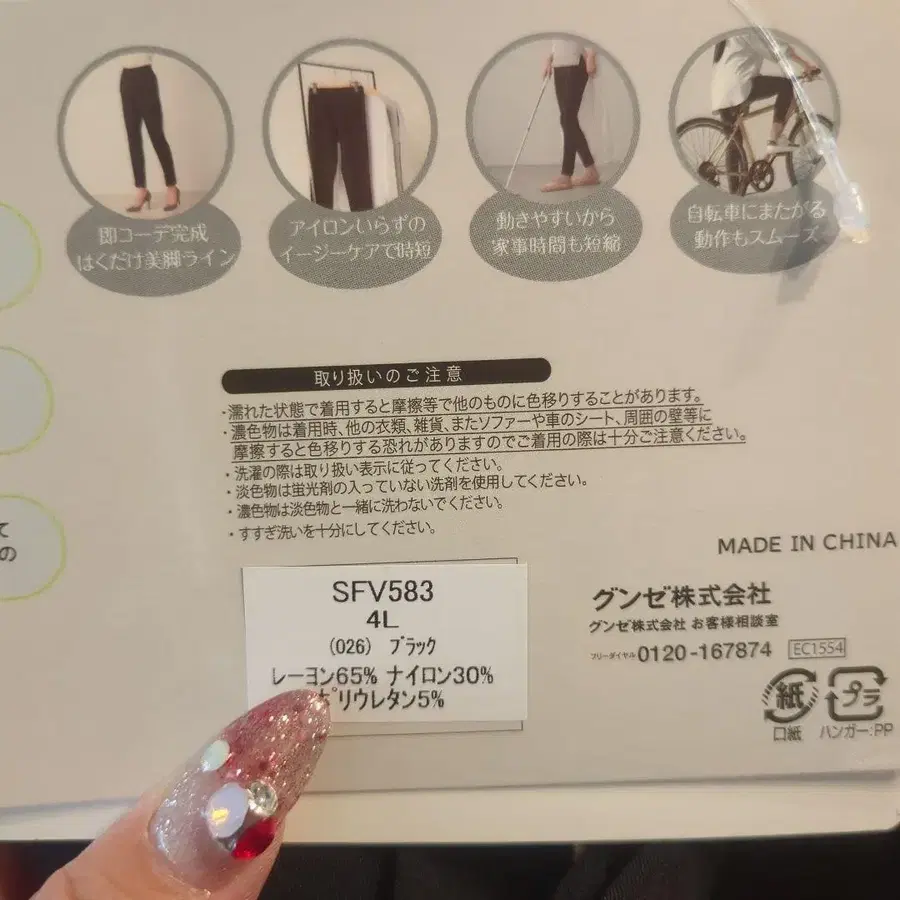 即コーデ完成
はくだけ美脚ライン
アイロンいらずの
イージーケアで時短
動きやすいから
家事時間も短縮
自転車にまたがる
動作もスムーズ
て
の
取り扱いのご注意
・濡れた状態で着用すると摩擦等で他のものに色移りすることがあります。
・濃色物は着用時、他の衣類、雑貨、またソファーや車のシート、周囲の壁等に
摩擦すると色移りする恐れがありますのでご着用の際は十分ご注意ください。
・洗濯の際は取り扱い表示に従ってください。
・淡色物は蛍光剤の入っていない洗剤を使用してください。
・濃色物は淡色物と一緒に洗わないでください。
・すすぎ洗いを十分にしてください。
MADE IN CHINA
SFV583
4L
(026) ブラック
レーヨン65% ナイロン30%
ポリウレタン5%
グンゼ株式会社
グンゼ株式会社 お客様相談室
フリーダイヤル0120-167874 EC1554
紙 プラ
口紙 ハンガー:PP